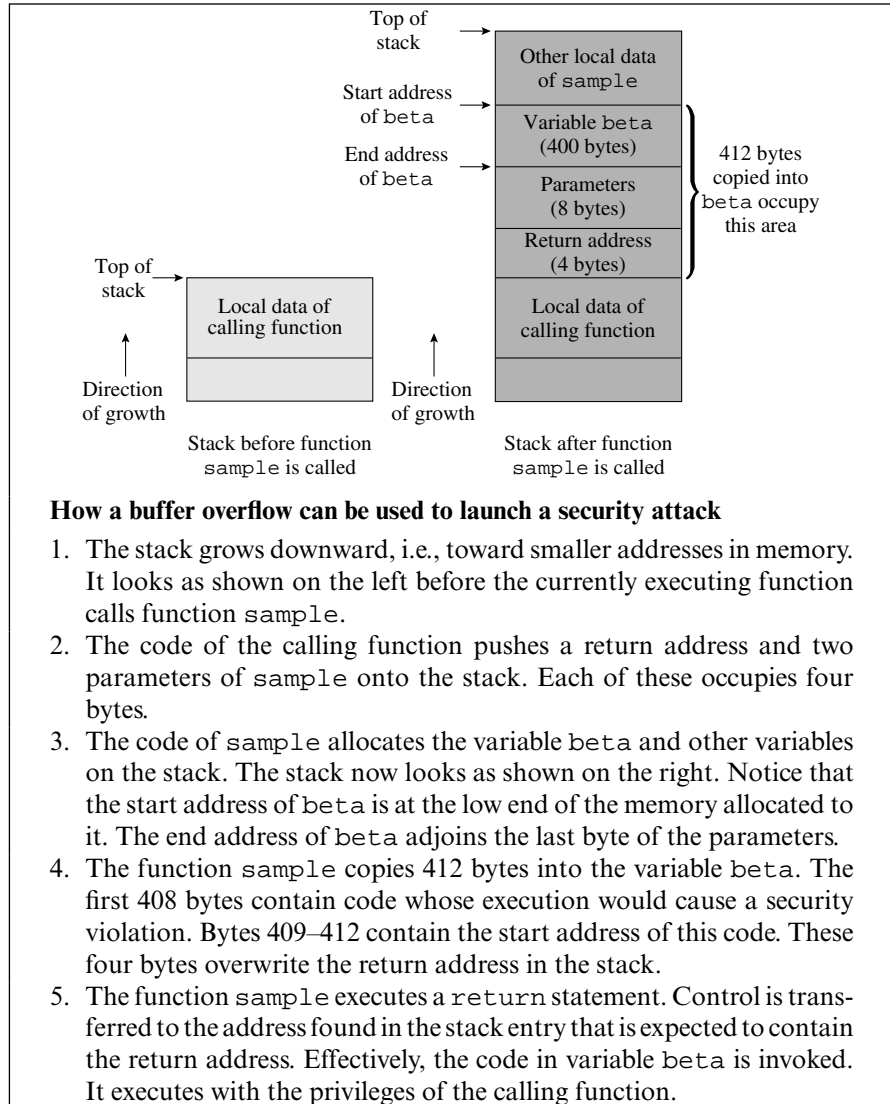 Top of
stack
Other local data
of sample
Start address
of beta
Variable beta
(400 bytes)
End address
of beta
412 bytes
copied into
beta occupy
this area
Parameters
(8 bytes)
Return address
(4 bytes)
Top of
stack
Local data of
calling function
Local data of
calling function
Direction
of growth
Direction
of growth
Stack before function
sample is called
Stack after function
sample is called
How a buffer overflow can be used to launch a security attack
1. The stack grows downward, i.e., toward smaller addresses in memory.
It looks as shown on the left before the currently executing function
calls function sample.
2. The code of the calling function pushes a return address and two
parameters of sample onto the stack. Each of these occupies four
bytes.
3. The code of sample allocates the variable beta and other variables
on the stack. The stack now looks as shown on the right. Notice that
the start address of beta is at the low end of the memory allocated to
it. The end address of beta adjoins the last byte of the parameters.
4. The function sample copies 412 bytes into the variable beta. The
first 408 bytes contain code whose execution would cause a security
violation. Bytes 409–412 contain the start address of this code. These
four bytes overwrite the return address in the stack.
5. The function sample executes a return statement. Control is trans-
ferred to the address found in the stack entry that is expected to contain
the return address. Effectively, the code in variable beta is invoked.
It executes with the privileges of the calling function.